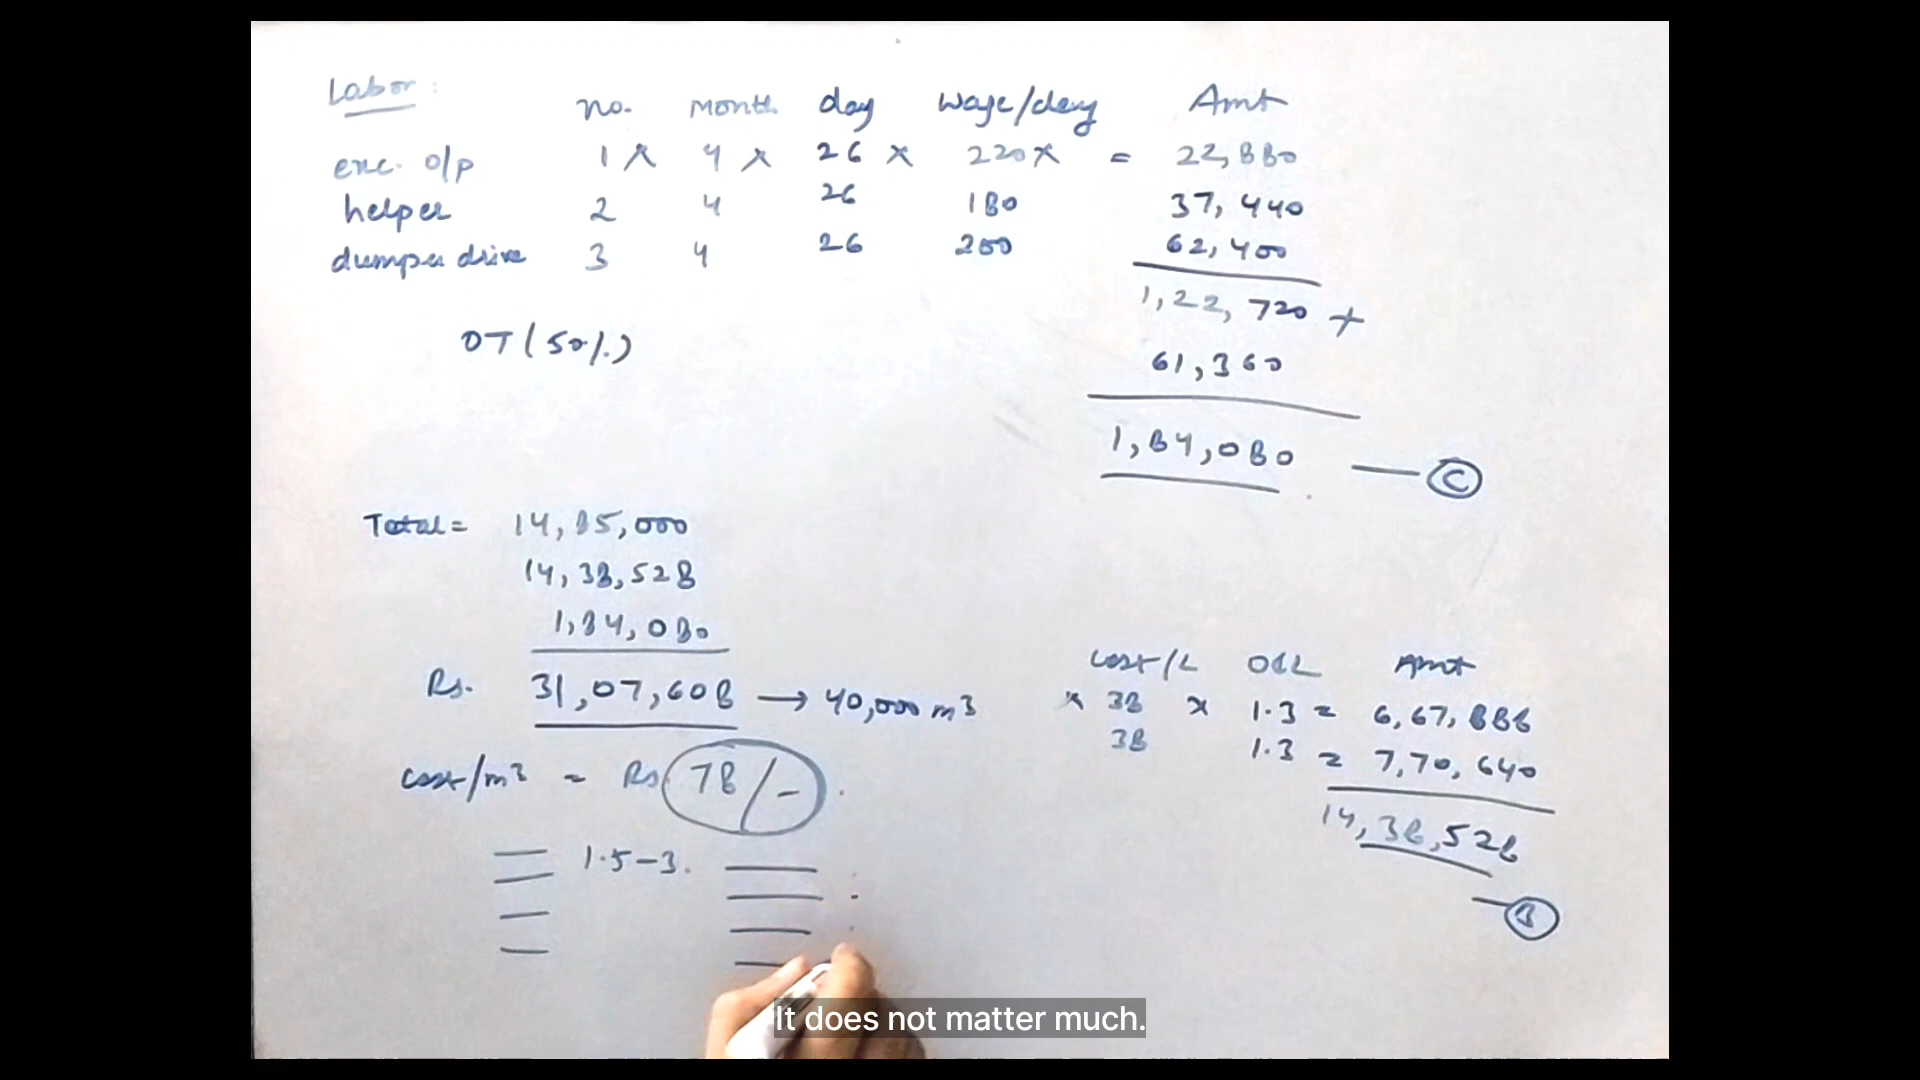 Labor:
no. Month day wage/day Amt
exc. o/p 1 x 4 x 26 x 220 x = 22,880
helper 2 4 26 180 37,440
dumper drive 3 4 26 200 62,400
1,22,720 +
OT (50%) 61,360
1,84,080 — C
Total = 14,85,000
14,38,528
1,84,080
Rs. 31,07,608 → 40,000 m3
cost/m3 = Rs 78/-
1.5-3.
cost/L Oil Amt
x 38 x 1.3 = 6,67,888
38 1.3 = 7,70,640
14,38,528
— B
It does not matter much.